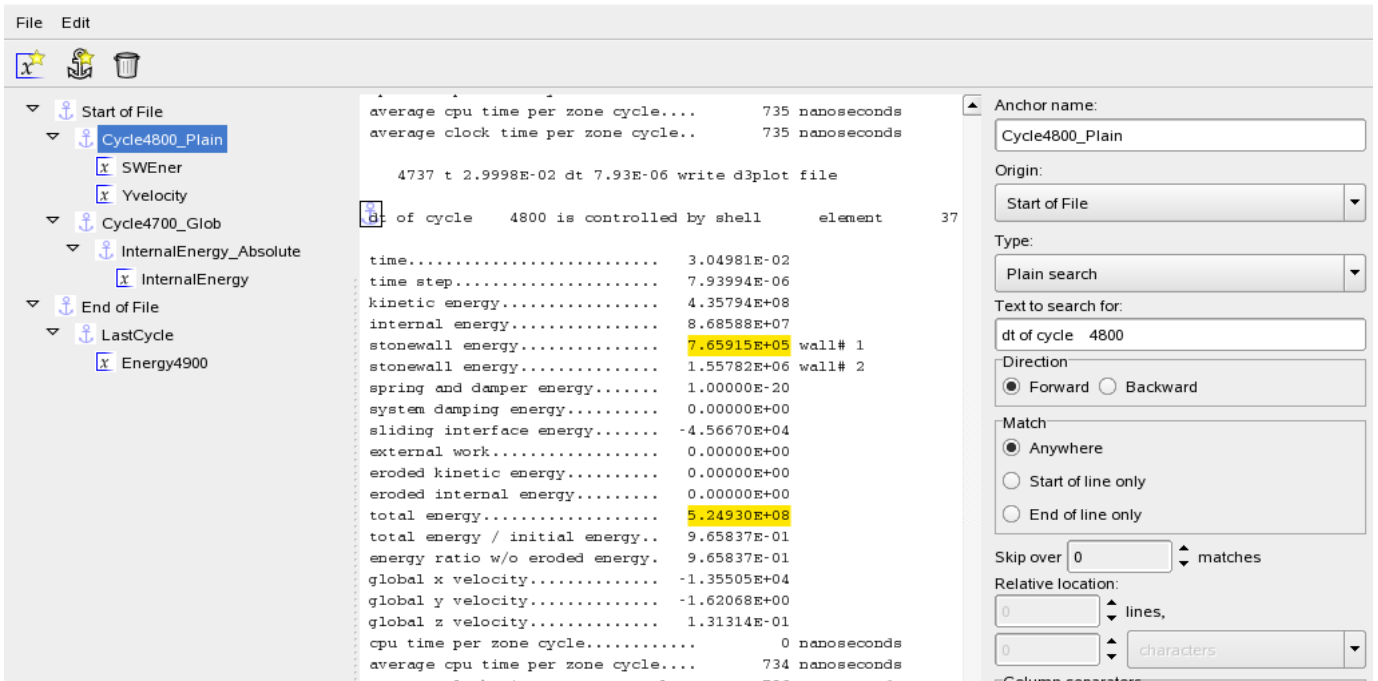 File Edit
Start of File
Cycle4800_Plain
x SWEner
x Yvelocity
Cycle4700_Glob
InternalEnergy_Absolute
x InternalEnergy
End of File
LastCycle
x Energy4900
average cpu time per zone cycle.... 735 nanoseconds
average clock time per zone cycle.. 735 nanoseconds
4737 t 2.9998E-02 dt 7.93E-06 write d3plot file
dt of cycle 4800 is controlled by shell element 37
time........................... 3.04981E-02
time step...................... 7.93994E-06
kinetic energy................. 4.35794E+08
internal energy................ 8.68588E+07
stonewall energy............... 7.65915E+05 wall# 1
stonewall energy............... 1.55782E+06 wall# 2
spring and damper energy....... 1.00000E-20
system damping energy.......... 0.00000E+00
sliding interface energy....... -4.56670E+04
external work.................. 0.00000E+00
eroded kinetic energy.......... 0.00000E+00
eroded internal energy......... 0.00000E+00
total energy................... 5.24930E+08
total energy / initial energy.. 9.65837E-01
energy ratio w/o eroded energy. 9.65837E-01
global x velocity.............. -1.35505E+04
global y velocity.............. -1.62068E+00
global z velocity.............. 1.31314E-01
cpu time per zone cycle............ 0 nanoseconds
average cpu time per zone cycle.... 734 nanoseconds
Anchor name:
Cycle4800_Plain
Origin:
Start of File
Type:
Plain search
Text to search for:
dt of cycle 4800
Direction
Forward Backward
Match
Anywhere
Start of line only
End of line only
Skip over 0 matches
Relative location:
0 lines,
0 characters
Column separators